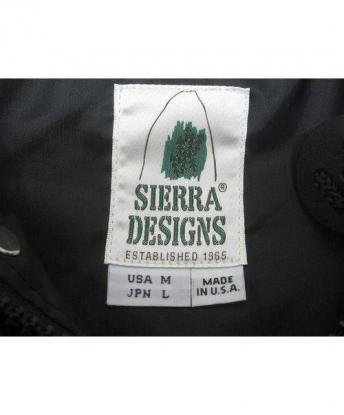 SIERRA®
DESIGNS
ESTABLISHED 1965
USA M
JPN L
MADE
IN U.S.A.